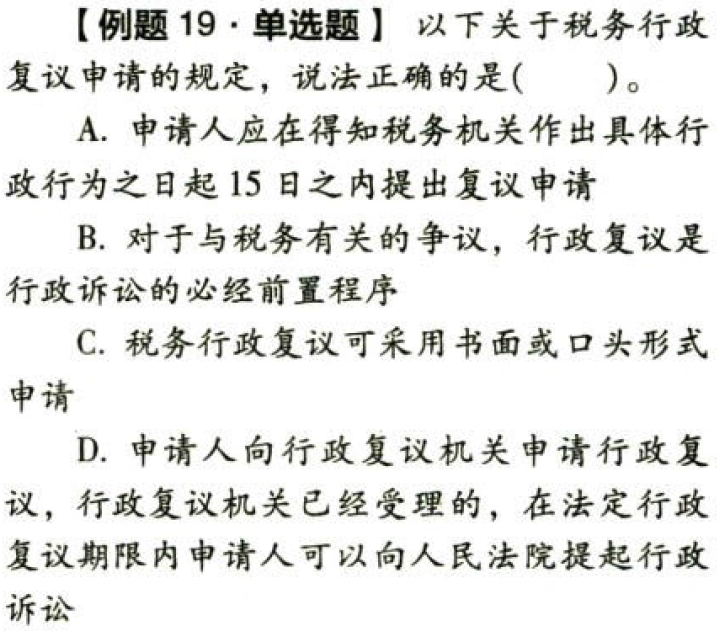 【例题 19·单选题】 以下关于税务行政
复议申请的规定，说法正确的是(　　)。
A. 申请人应在得知税务机关作出具体行
政行为之日起 15 日之内提出复议申请
B. 对于与税务有关的争议，行政复议是
行政诉讼的必经前置程序
C. 税务行政复议可采用书面或口头形式
申请
D. 申请人向行政复议机关申请行政复
议，行政复议机关已经受理的，在法定行政
复议期限内申请人可以向人民法院提起行政
诉讼